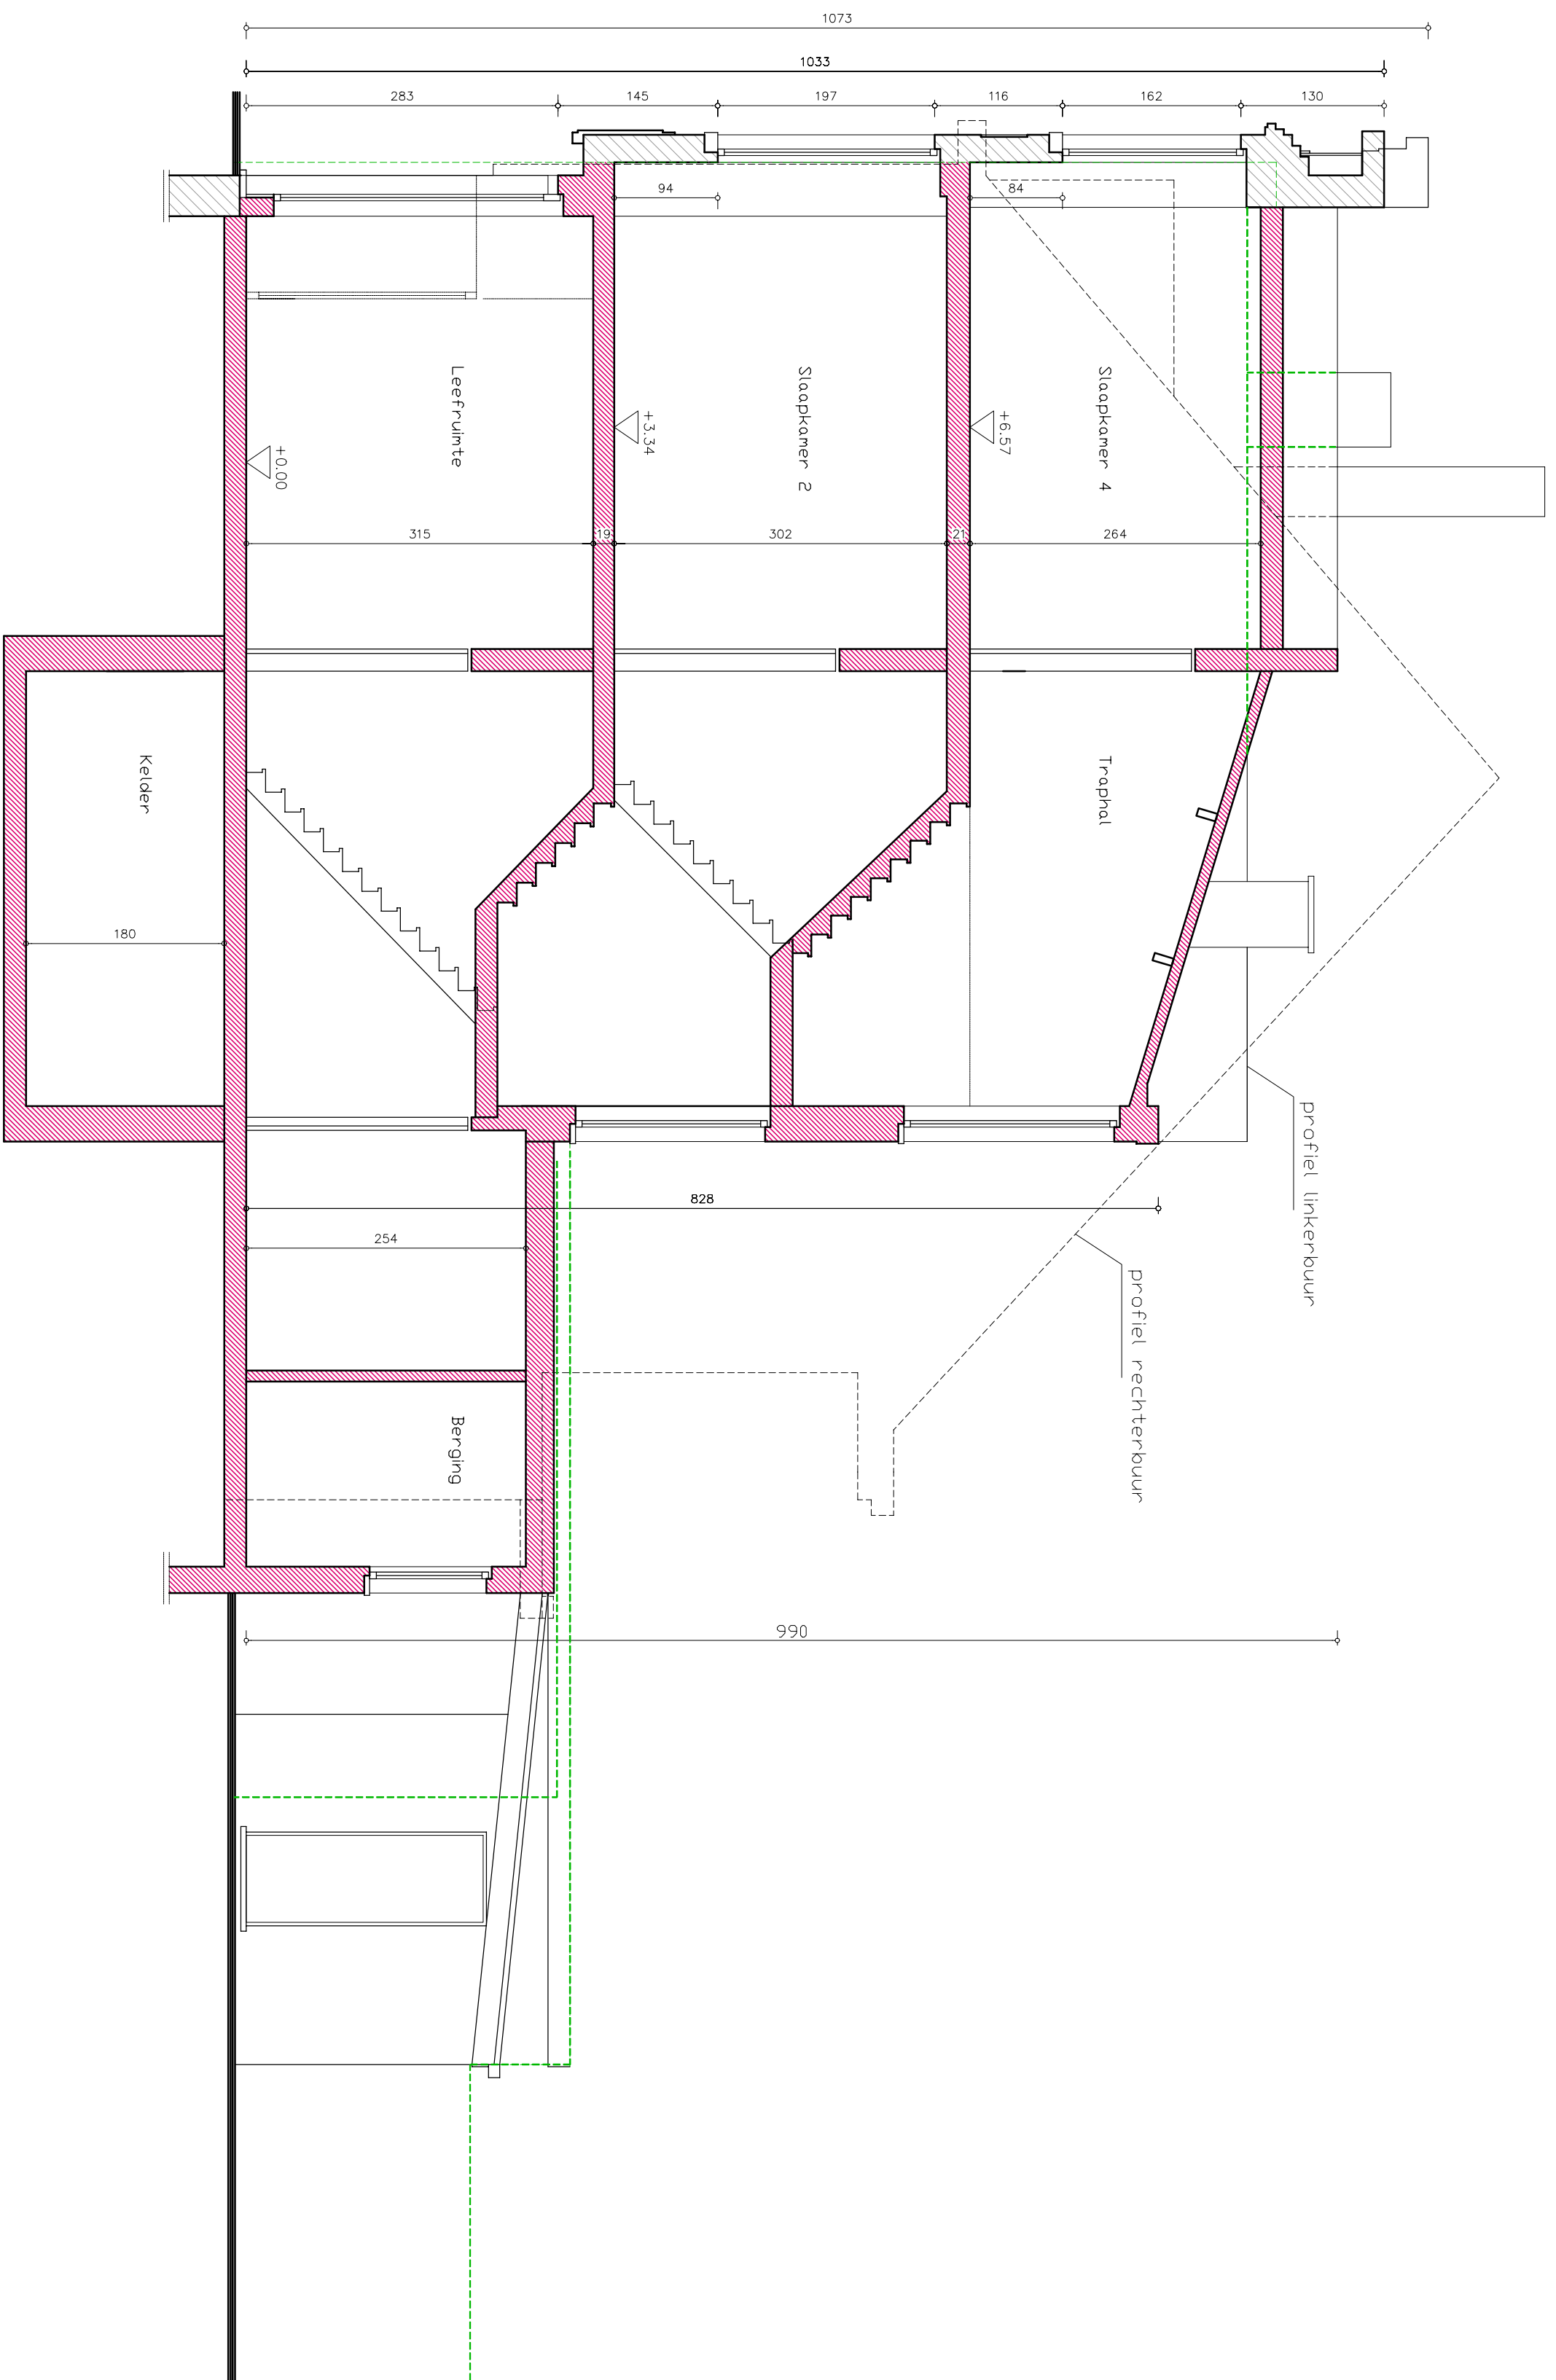 1073
1033
283
145
197
116
162
130
94
84
Leefruimte
Slaapkamer 2
Slaapkamer 4
+0.00
+3.34
+6.57
315
19
302
21
264
Kelder
Traphal
180
profiel linkerbuur
828
254
profiel rechterbuur
Berging
990